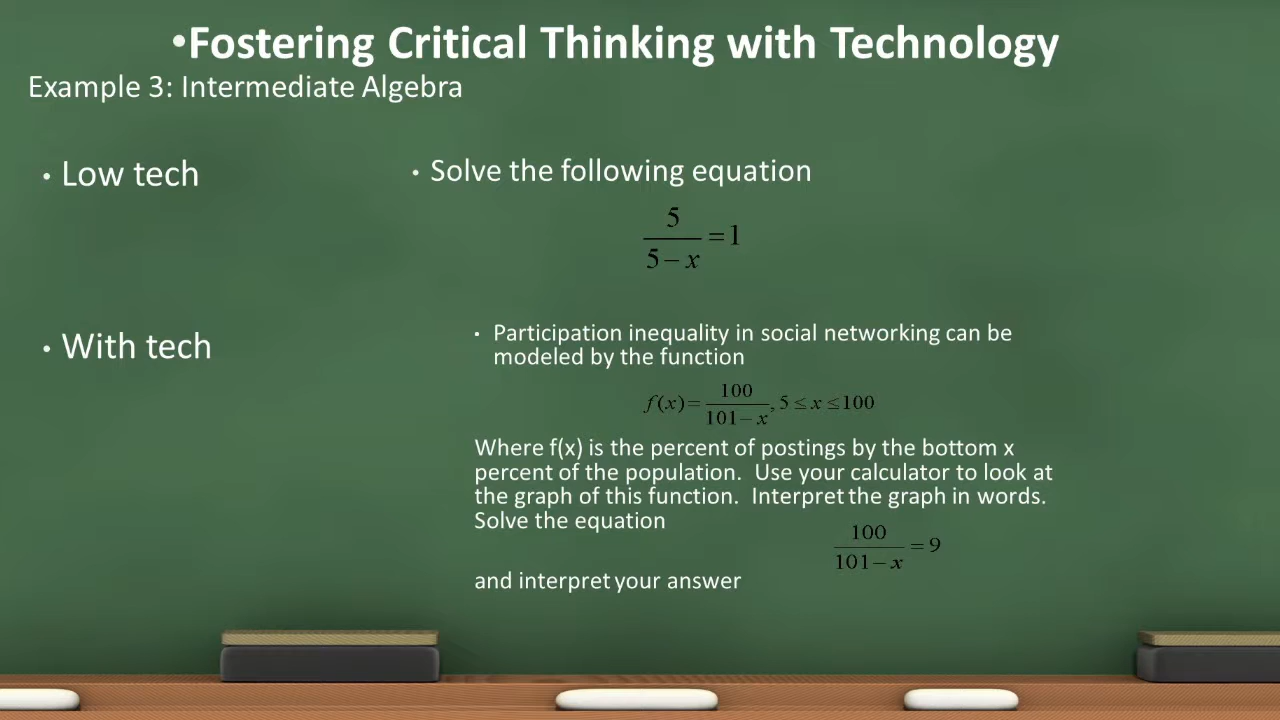 •Fostering Critical Thinking with Technology
Example 3: Intermediate Algebra
• Low tech
• Solve the following equation
5/(5 − x) = 1
• With tech
• Participation inequality in social networking can be
modeled by the function
f(x) = 100/(101 − x), 5 ≤ x ≤ 100
Where f(x) is the percent of postings by the bottom x
percent of the population. Use your calculator to look at
the graph of this function. Interpret the graph in words.
Solve the equation
100/(101 − x) = 9
and interpret your answer